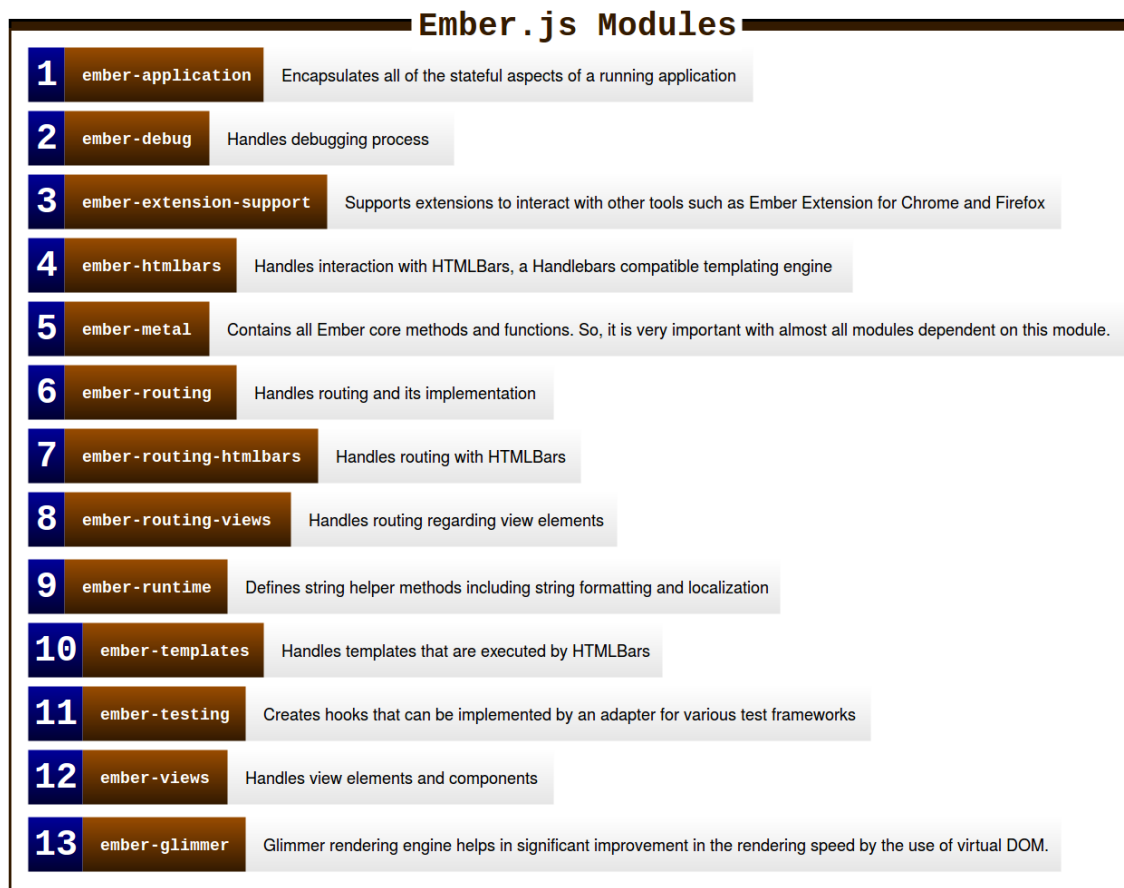 Ember.js Modules
1 ember-application Encapsulates all of the stateful aspects of a running application
2 ember-debug Handles debugging process
3 ember-extension-support Supports extensions to interact with other tools such as Ember Extension for Chrome and Firefox
4 ember-htmlbars Handles interaction with HTMLBars, a Handlebars compatible templating engine
5 ember-metal Contains all Ember core methods and functions. So, it is very important with almost all modules dependent on this module.
6 ember-routing Handles routing and its implementation
7 ember-routing-htmlbars Handles routing with HTMLBars
8 ember-routing-views Handles routing regarding view elements
9 ember-runtime Defines string helper methods including string formatting and localization
10 ember-templates Handles templates that are executed by HTMLBars
11 ember-testing Creates hooks that can be implemented by an adapter for various test frameworks
12 ember-views Handles view elements and components
13 ember-glimmer Glimmer rendering engine helps in significant improvement in the rendering speed by the use of virtual DOM.